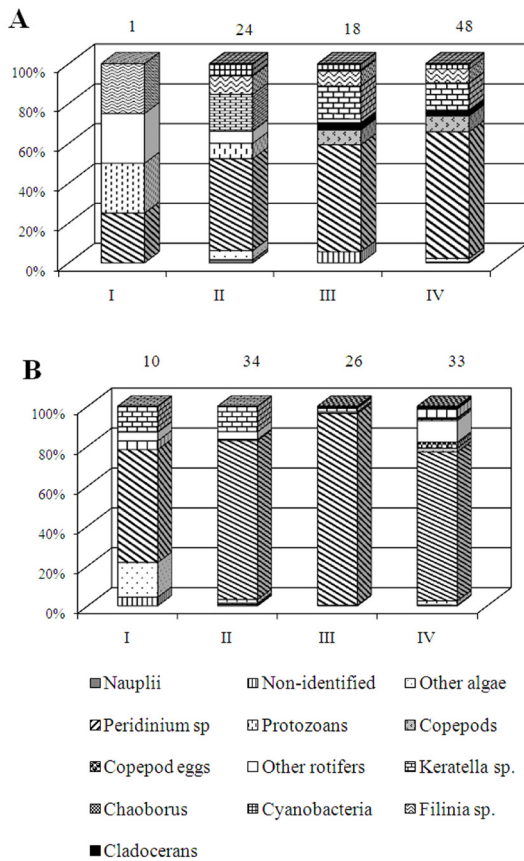 A
1 24 18 48
100%
80%
60%
40%
20%
0%
I II III IV
B
10 34 26 33
100%
80%
60%
40%
20%
0%
I II III IV
Nauplii Non-identified Other algae
Peridinium sp Protozoans Copepods
Copepod eggs Other rotifers Keratella sp.
Chaoborus Cyanobacteria Filinia sp.
Cladocerans